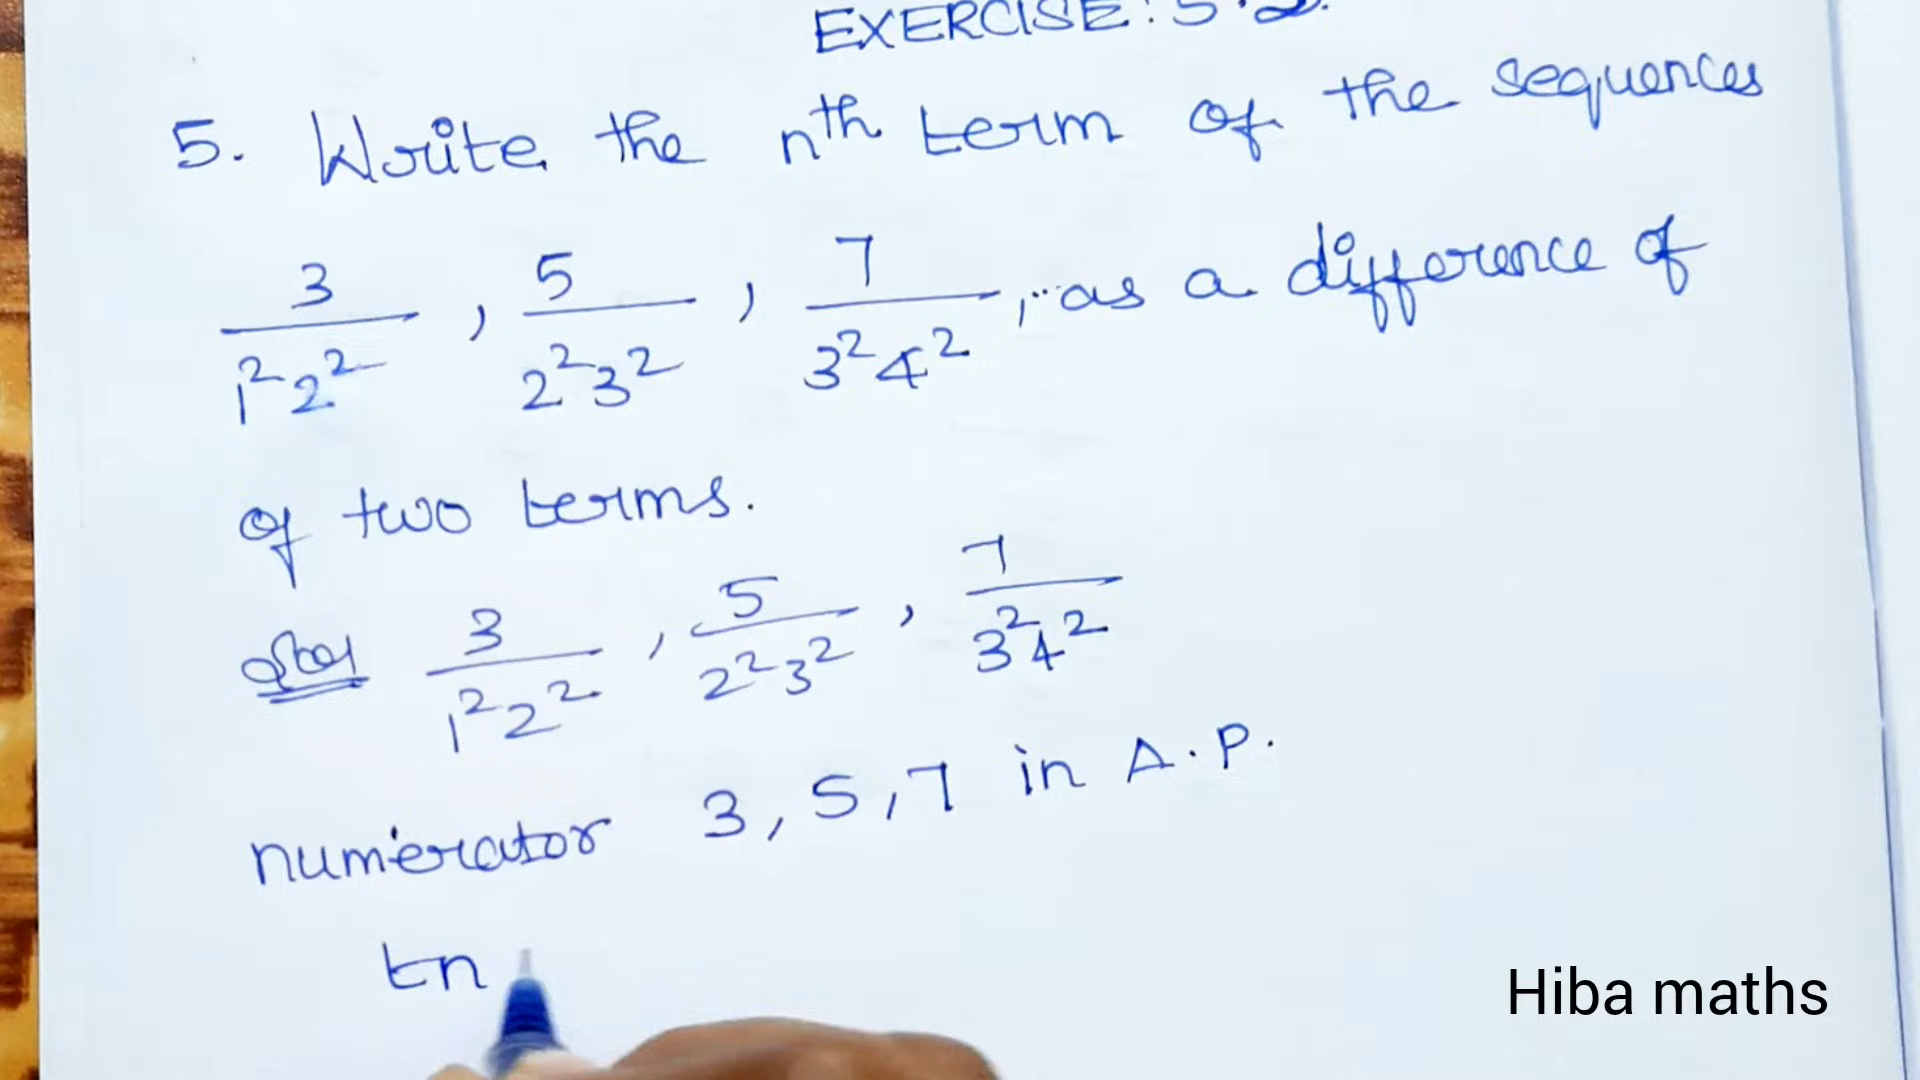 EXERCISE: 5.2.
5. Write the nth term of the sequences
3/1²2², 5/2²3², 7/3²4², ..as a difference of
of two terms.
Sol 3/1²2², 5/2²3², 7/3²4²
numerator 3, 5, 7 in A.P.
tn
Hiba maths